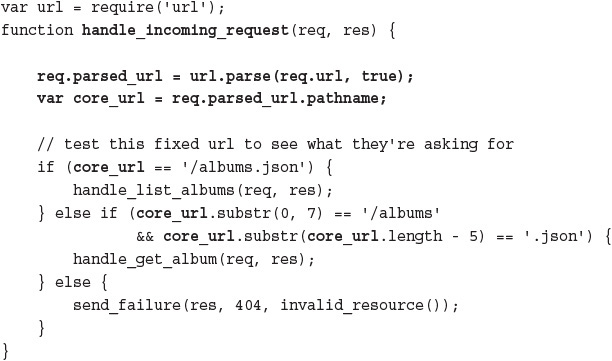 var url = require('url');
function handle_incoming_request(req, res) {
    req.parsed_url = url.parse(req.url, true);
    var core_url = req.parsed_url.pathname;
    // test this fixed url to see what they're asking for
    if (core_url == '/albums.json') {
        handle_list_albums(req, res);
    } else if (core_url.substr(0, 7) == '/albums'
               && core_url.substr(core_url.length - 5) == '.json') {
        handle_get_album(req, res);
    } else {
        send_failure(res, 404, invalid_resource());
    }
}